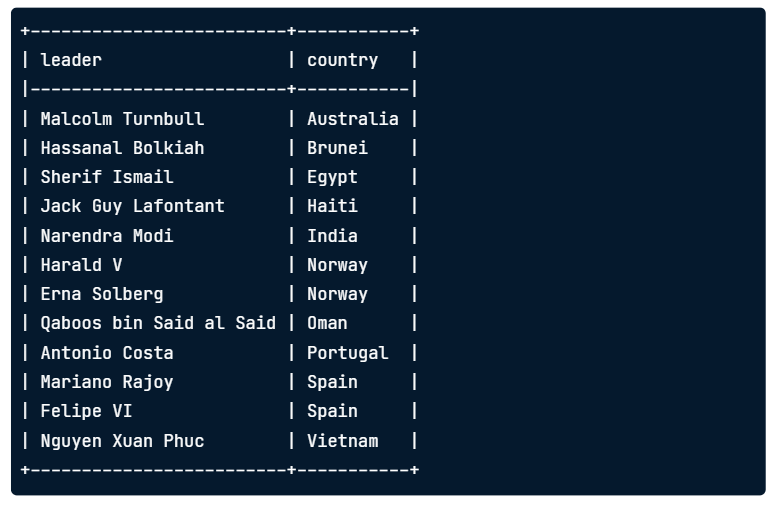 +-------------------------+-----------+
| leader                  | country   |
|-------------------------+-----------|
| Malcolm Turnbull        | Australia |
| Hassanal Bolkiah        | Brunei    |
| Sherif Ismail           | Egypt     |
| Jack Guy Lafontant      | Haiti     |
| Narendra Modi           | India     |
| Harald V                | Norway    |
| Erna Solberg            | Norway    |
| Qaboos bin Said al Said | Oman      |
| Antonio Costa           | Portugal  |
| Mariano Rajoy           | Spain     |
| Felipe VI               | Spain     |
| Nguyen Xuan Phuc        | Vietnam   |
+-------------------------+-----------+